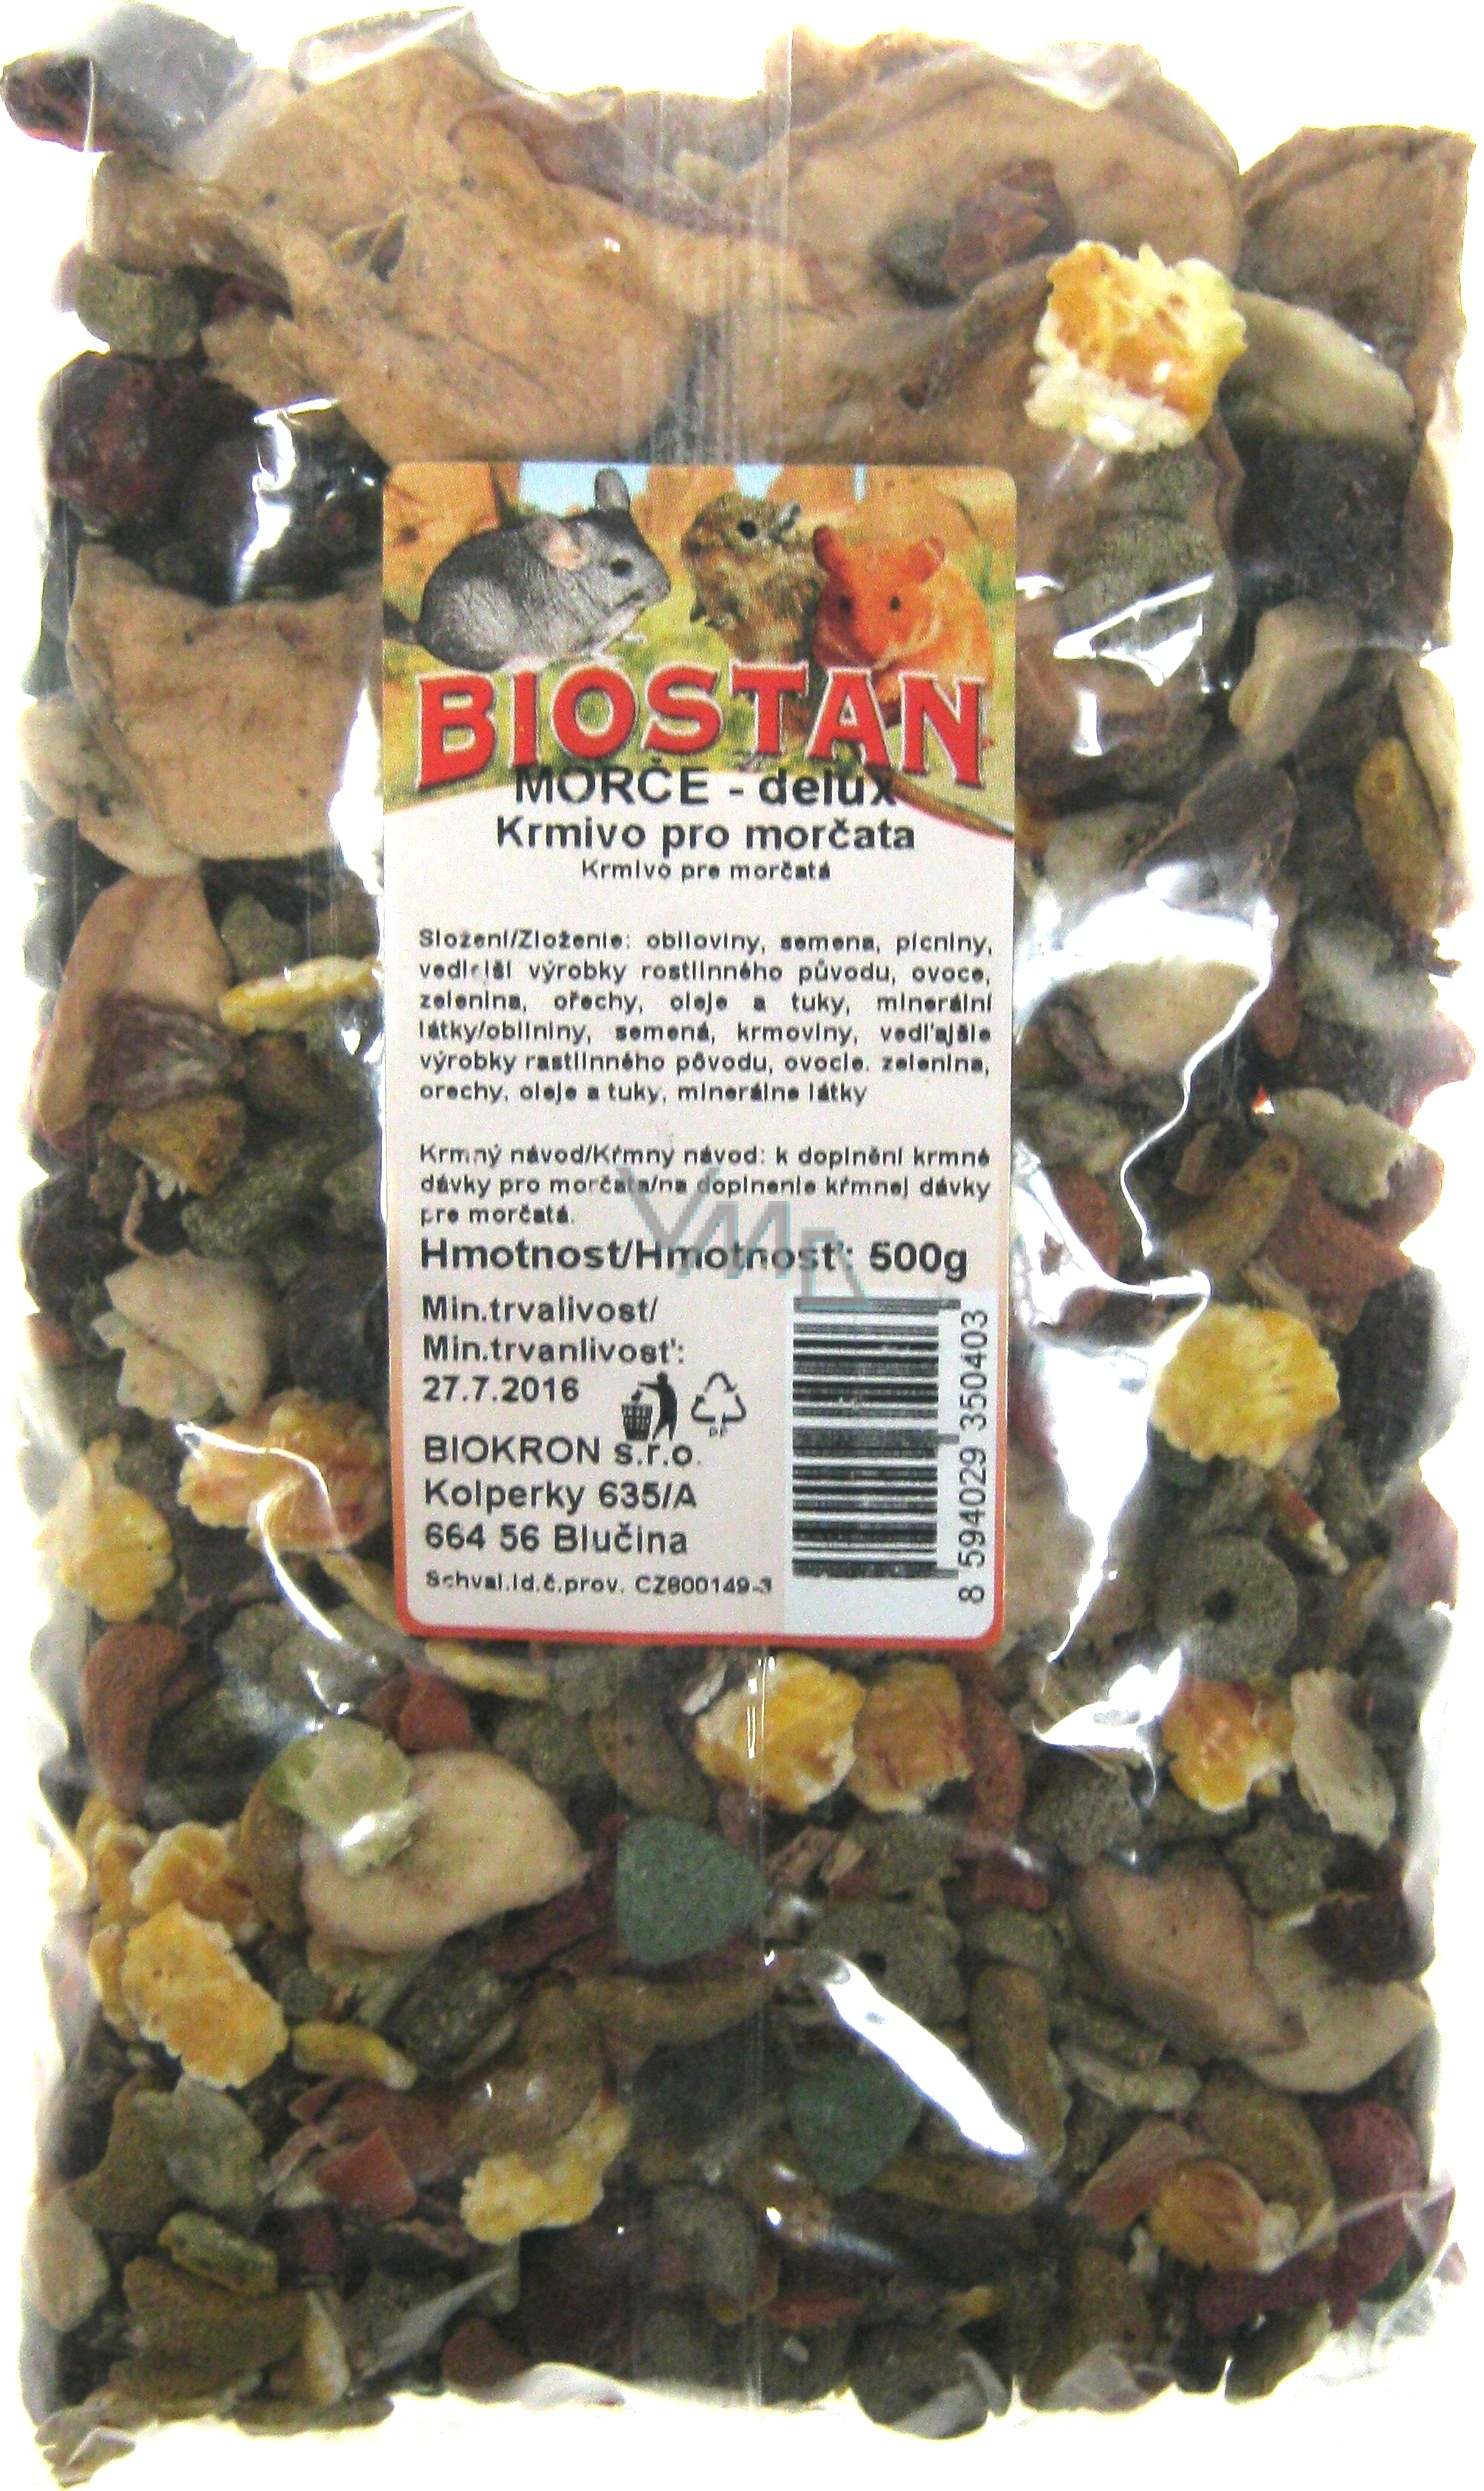 BIOSTAN
MORČE - delux
Krmivo pro morčata
Krmivo pre morčatá
Složení/Zloženie: obiloviny, semena, pícniny,
vedlejší výrobky rostlinného původu, ovoce,
zelenina, ořechy, oleje a tuky, minerální
látky/obilniny, semená, krmoviny, vedľajšie
výrobky rastlinného pôvodu, ovocie. zelenina,
orechy, oleje a tuky, minerálne látky
Krmný návod/Kŕmny návod: k doplnění krmné
dávky pro morčata/na doplnenie kŕmnej dávky
pre morčatá.
Hmotnost/Hmotnosť: 500g
Min.trvalivost/
Min.trvanlivosť:
27.7.2016
PP
BIOKRON s.r.o.
Kolperky 635/A
664 56 Blučina
Schval.id.č.prov. CZ800149-3
8 594029 350403